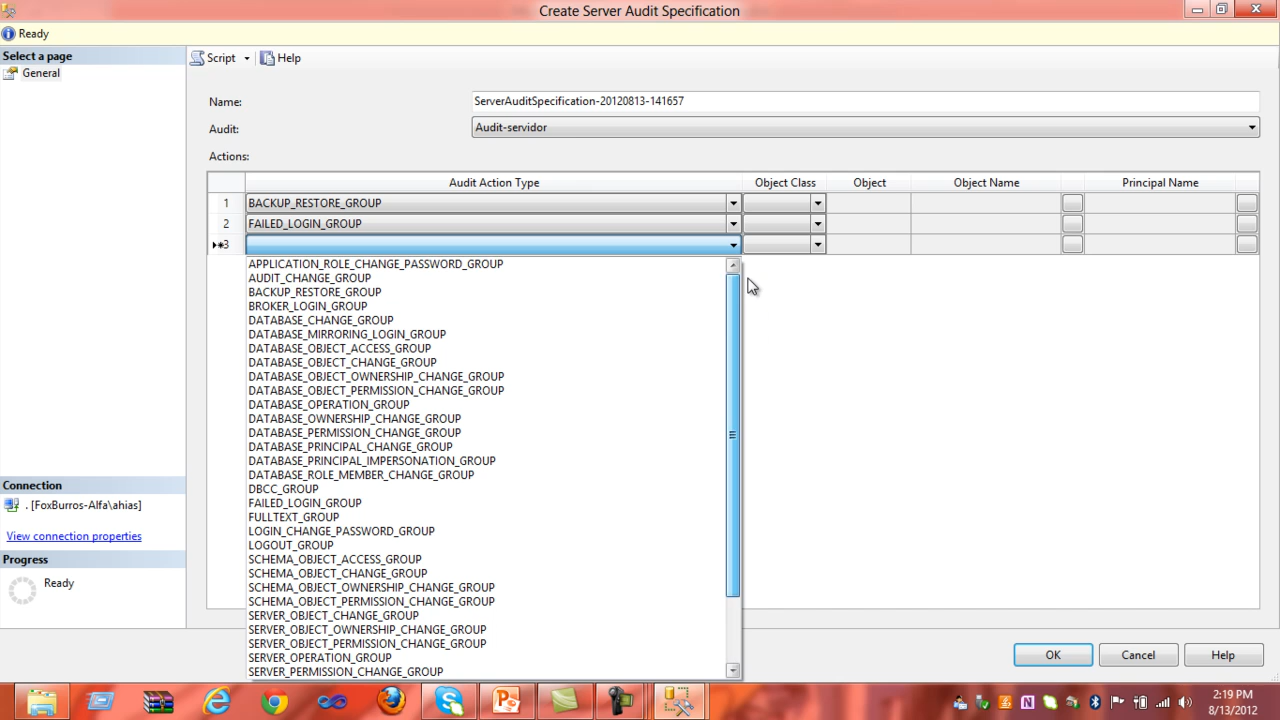 Create Server Audit Specification
Ready
Select a page
General
Script
Help
Name:
ServerAuditSpecification-20120813-141657
Audit:
Audit-servidor
Actions:
Audit Action Type
Object Class
Object
Object Name
Principal Name
1
BACKUP_RESTORE_GROUP
2
FAILED_LOGIN_GROUP
3
APPLICATION_ROLE_CHANGE_PASSWORD_GROUP
AUDIT_CHANGE_GROUP
BACKUP_RESTORE_GROUP
BROKER_LOGIN_GROUP
DATABASE_CHANGE_GROUP
DATABASE_MIRRORING_LOGIN_GROUP
DATABASE_OBJECT_ACCESS_GROUP
DATABASE_OBJECT_CHANGE_GROUP
DATABASE_OBJECT_OWNERSHIP_CHANGE_GROUP
DATABASE_OBJECT_PERMISSION_CHANGE_GROUP
DATABASE_OPERATION_GROUP
DATABASE_OWNERSHIP_CHANGE_GROUP
DATABASE_PERMISSION_CHANGE_GROUP
DATABASE_PRINCIPAL_CHANGE_GROUP
DATABASE_PRINCIPAL_IMPERSONATION_GROUP
DATABASE_ROLE_MEMBER_CHANGE_GROUP
DBCC_GROUP
FAILED_LOGIN_GROUP
FULLTEXT_GROUP
LOGIN_CHANGE_PASSWORD_GROUP
LOGOUT_GROUP
SCHEMA_OBJECT_ACCESS_GROUP
SCHEMA_OBJECT_CHANGE_GROUP
SCHEMA_OBJECT_OWNERSHIP_CHANGE_GROUP
SCHEMA_OBJECT_PERMISSION_CHANGE_GROUP
SERVER_OBJECT_CHANGE_GROUP
SERVER_OBJECT_OWNERSHIP_CHANGE_GROUP
SERVER_OBJECT_PERMISSION_CHANGE_GROUP
SERVER_OPERATION_GROUP
SERVER_PERMISSION_CHANGE_GROUP
Connection
. [FoxBurros-Alfa\ahias]
View connection properties
Progress
Ready
OK
Cancel
Help
2:19 PM
8/13/2012